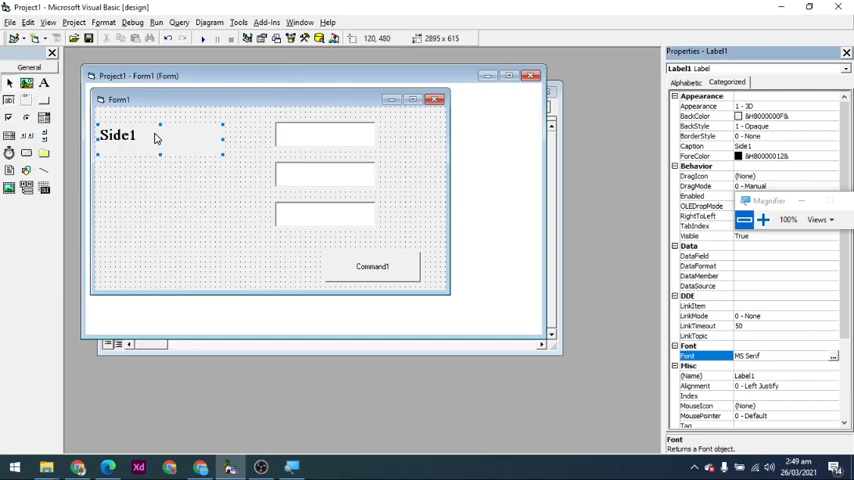 Project1 - Microsoft Visual Basic [design]
File Edit View Project Format Debug Run Query Diagram Tools Add-Ins Window Help
120, 480 2895 x 615
General
A
ab
Project1 - Form1 (Form)
Form1
Side1
Command1
Properties - Label1
Label1 Label
Alphabetic Categorized
Appearance
Appearance 1 - 3D
BackColor &H8000000F&
BackStyle 1 - Opaque
BorderStyle 0 - None
Caption Side1
ForeColor &H80000012&
Behavior
DragIcon (None)
DragMode 0 - Manual
Enabled
OLEDropMode
RightToLeft
TabIndex
Visible True
Magnifier
100% Views
Data
DataField
DataFormat
DataMember
DataSource
DDE
LinkItem
LinkMode 0 - None
LinkTimeout 50
LinkTopic
Font
Font MS Serif ...
Misc
(Name) Label1
Alignment 0 - Left Justify
Index
MouseIcon (None)
MousePointer 0 - Default
Tag
Font
Returns a Font object.
Xd
2:49 am
26/03/2021
14